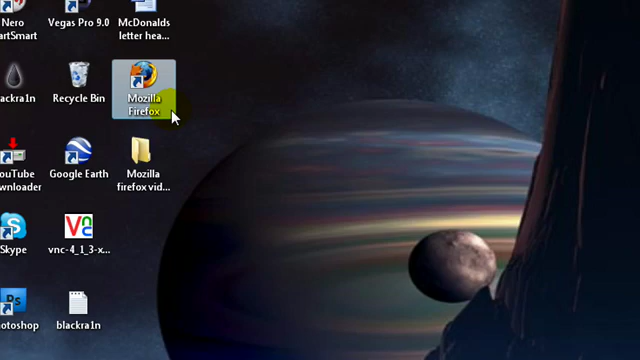 Nero
artSmart
Vegas Pro 9.0
McDonalds
letter hea...
lackra1n
Recycle Bin
Mozilla
Firefox
ouTube
wnloader
Google Earth
Mozilla
firefox vid...
Skype
vnc-4_1_3-x...
Ps
otoshop
blackra1n